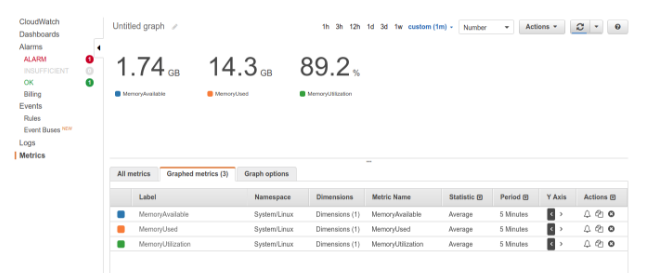 CloudWatch
Dashboards
Alarms
ALARM
INSUFFICIENT
OK
Billing
Events
Rules
Event Buses NEW
Logs
Metrics
Untitled graph
1h 3h 12h 1d 3d 1w custom (1m) Number Actions
1.74 GB 14.3 GB 89.2 %
MemoryAvailable MemoryUsed MemoryUtilization
All metrics Graphed metrics (3) Graph options
Label Namespace Dimensions Metric Name Statistic Period Y Axis Actions
MemoryAvailable System/Linux Dimensions (1) MemoryAvailable Average 5 Minutes
MemoryUsed System/Linux Dimensions (1) MemoryUsed Average 5 Minutes
MemoryUtilization System/Linux Dimensions (1) MemoryUtilization Average 5 Minutes